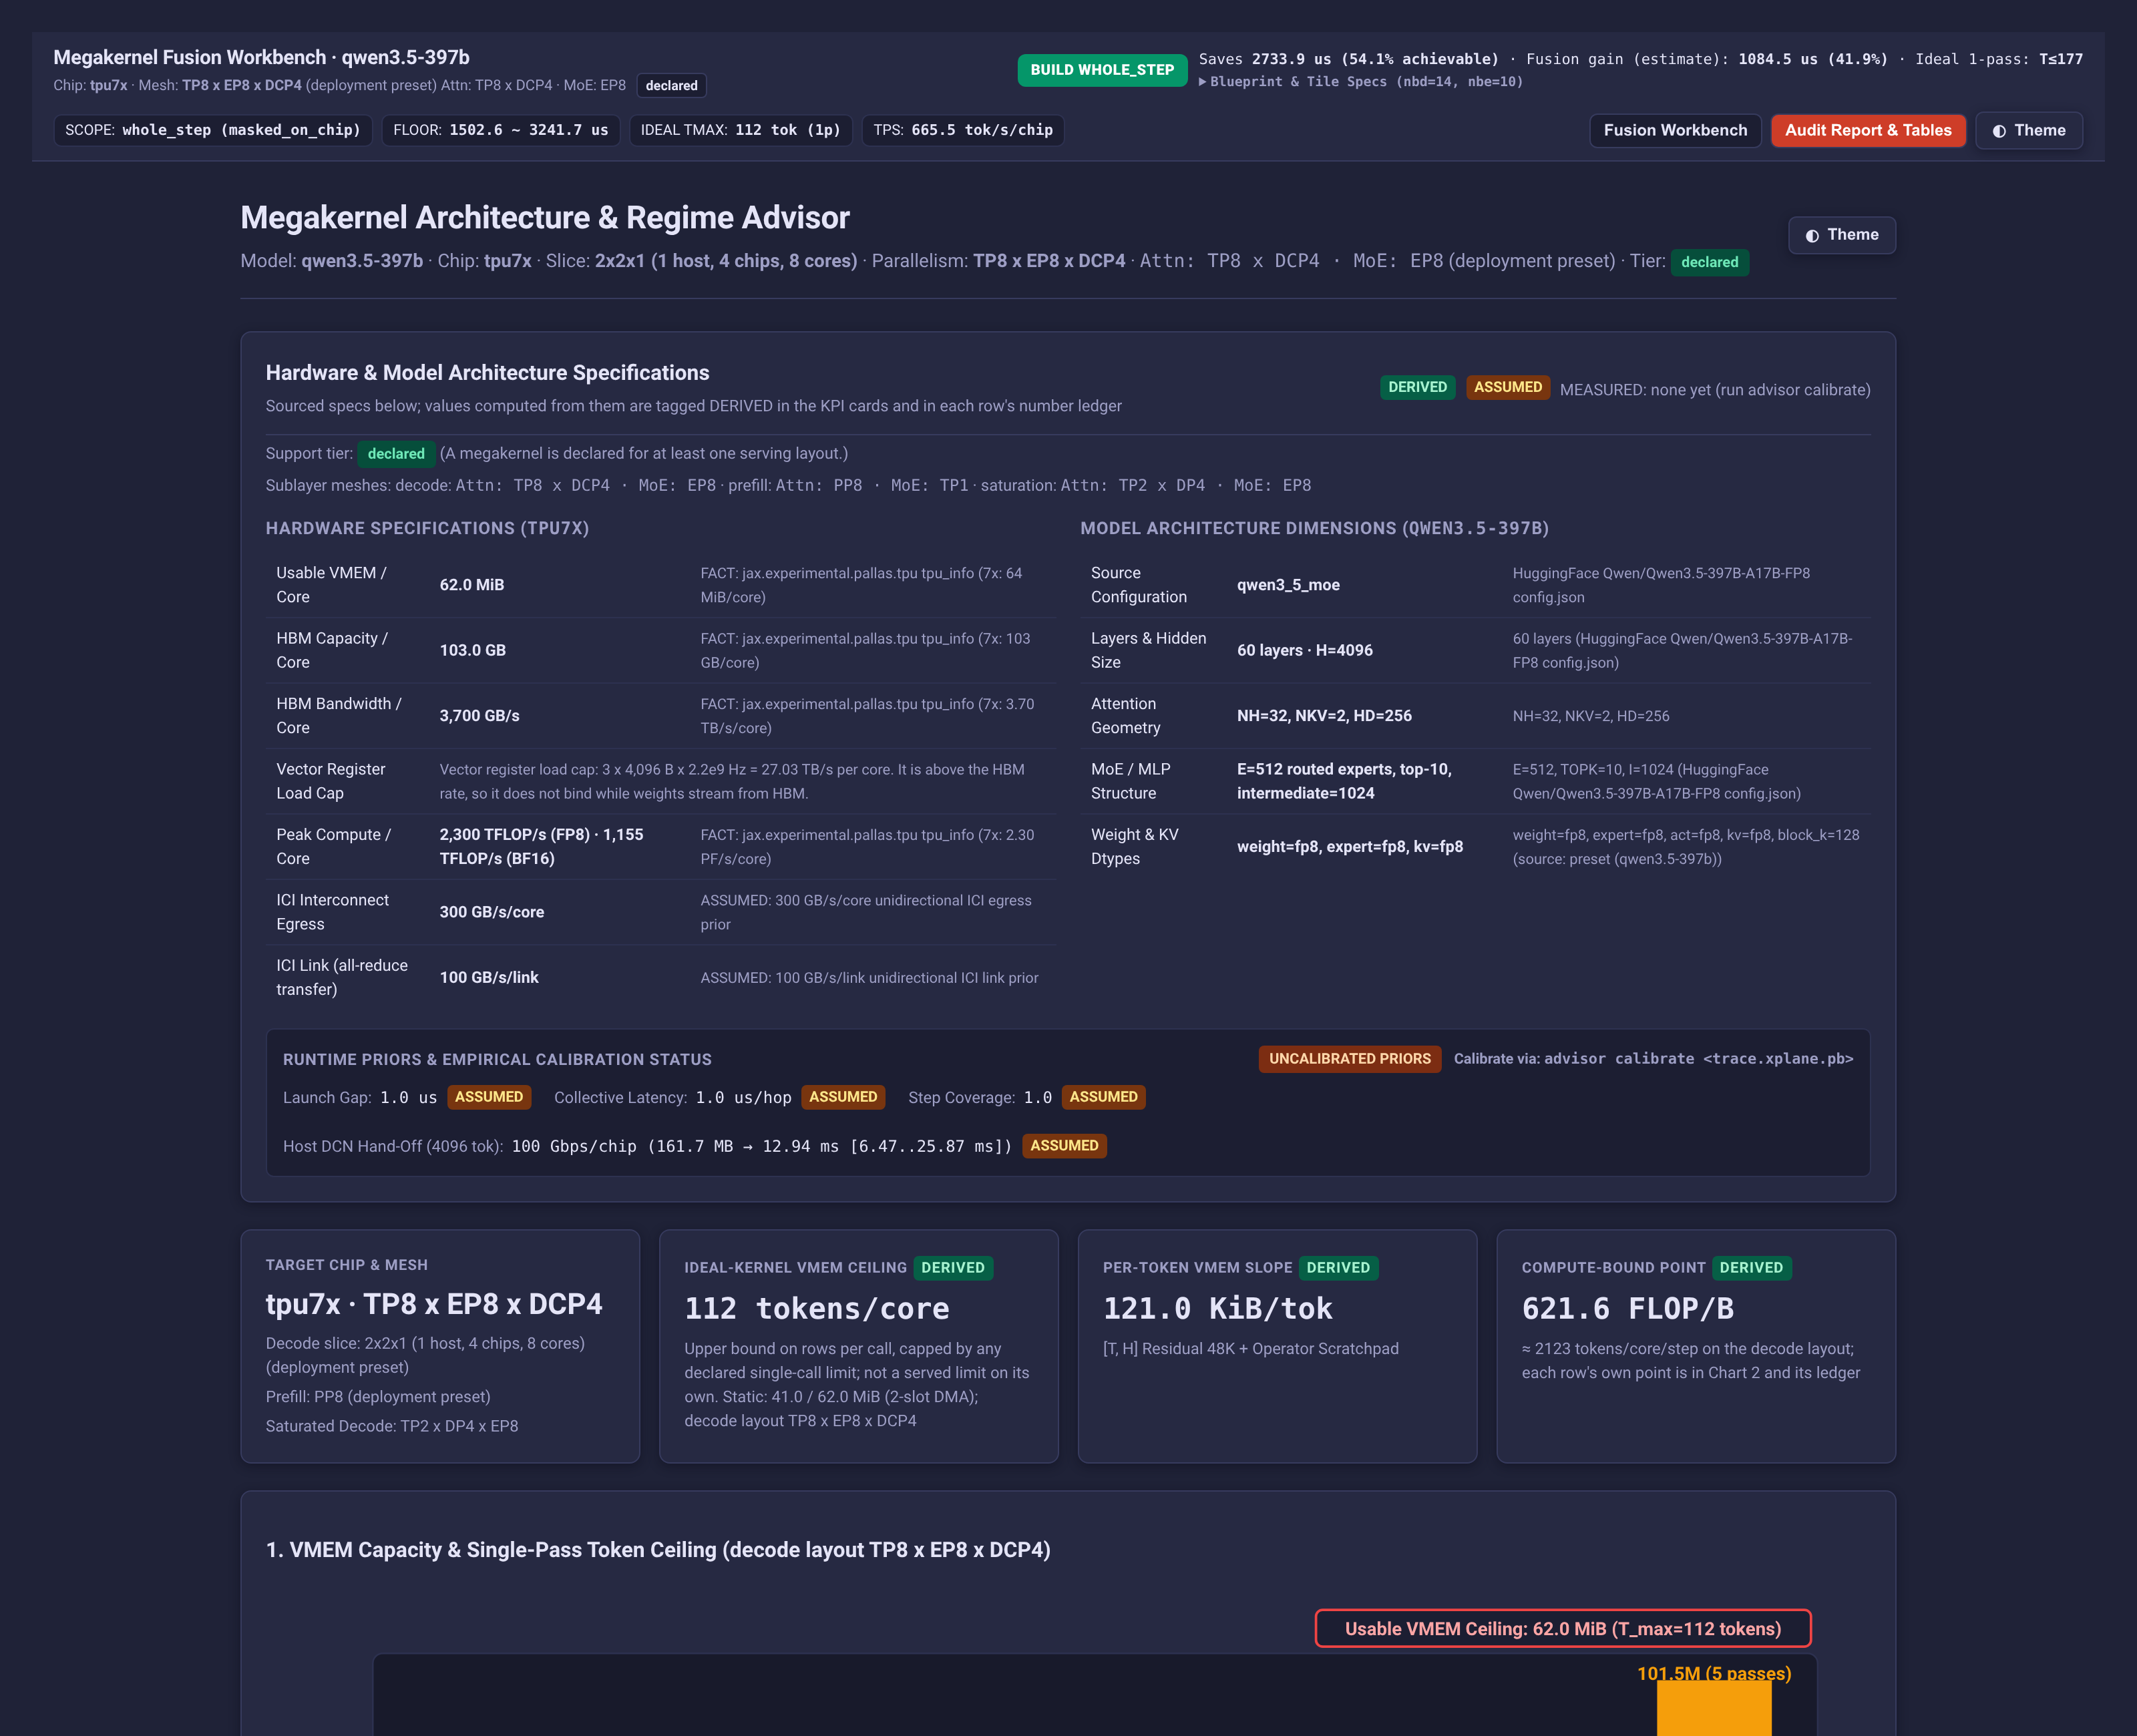 Megakernel Fusion Workbench · qwen3.5-397b
Chip: tpu7x · Mesh: TP8 x EP8 x DCP4 (deployment preset) Attn: TP8 x DCP4 · MoE: EP8 declared
BUILD WHOLE_STEP
Saves 2733.9 us (54.1% achievable) · Fusion gain (estimate): 1084.5 us (41.9%) · Ideal 1-pass: T≤177
▶ Blueprint & Tile Specs (nbd=14, nbe=10)
SCOPE: whole_step (masked_on_chip)
FLOOR: 1502.6 ~ 3241.7 us
IDEAL TMAX: 112 tok (1p)
TPS: 665.5 tok/s/chip
Fusion Workbench
Audit Report & Tables
◐ Theme
Megakernel Architecture & Regime Advisor
Model: qwen3.5-397b · Chip: tpu7x · Slice: 2x2x1 (1 host, 4 chips, 8 cores) · Parallelism: TP8 x EP8 x DCP4 · Attn: TP8 x DCP4 · MoE: EP8 (deployment preset) · Tier: declared
◐ Theme
Hardware & Model Architecture Specifications
Sourced specs below; values computed from them are tagged DERIVED in the KPI cards and in each row's number ledger
DERIVED ASSUMED MEASURED: none yet (run advisor calibrate)
Support tier: declared (A megakernel is declared for at least one serving layout.)
Sublayer meshes: decode: Attn: TP8 x DCP4 · MoE: EP8 · prefill: Attn: PP8 · MoE: TP1 · saturation: Attn: TP2 x DP4 · MoE: EP8
HARDWARE SPECIFICATIONS (TPU7X)
Usable VMEM /
Core
62.0 MiB
FACT: jax.experimental.pallas.tpu tpu_info (7x: 64
MiB/core)
HBM Capacity /
Core
103.0 GB
FACT: jax.experimental.pallas.tpu tpu_info (7x: 103
GB/core)
HBM Bandwidth /
Core
3,700 GB/s
FACT: jax.experimental.pallas.tpu tpu_info (7x: 3.70
TB/s/core)
Vector Register
Load Cap
Vector register load cap: 3 x 4,096 B x 2.2e9 Hz = 27.03 TB/s per core. It is above the HBM
rate, so it does not bind while weights stream from HBM.
Peak Compute /
Core
2,300 TFLOP/s (FP8) · 1,155
TFLOP/s (BF16)
FACT: jax.experimental.pallas.tpu tpu_info (7x: 2.30
PF/s/core)
ICI Interconnect
Egress
300 GB/s/core
ASSUMED: 300 GB/s/core unidirectional ICI egress
prior
ICI Link (all-reduce
transfer)
100 GB/s/link
ASSUMED: 100 GB/s/link unidirectional ICI link prior
MODEL ARCHITECTURE DIMENSIONS (QWEN3.5-397B)
Source
Configuration
qwen3_5_moe
HuggingFace Qwen/Qwen3.5-397B-A17B-FP8
config.json
Layers & Hidden
Size
60 layers · H=4096
60 layers (HuggingFace Qwen/Qwen3.5-397B-A17B-
FP8 config.json)
Attention
Geometry
NH=32, NKV=2, HD=256
NH=32, NKV=2, HD=256
MoE / MLP
Structure
E=512 routed experts, top-10,
intermediate=1024
E=512, TOPK=10, I=1024 (HuggingFace
Qwen/Qwen3.5-397B-A17B-FP8 config.json)
Weight & KV
Dtypes
weight=fp8, expert=fp8, kv=fp8
weight=fp8, expert=fp8, act=fp8, kv=fp8, block_k=128
(source: preset (qwen3.5-397b))
RUNTIME PRIORS & EMPIRICAL CALIBRATION STATUS
UNCALIBRATED PRIORS Calibrate via: advisor calibrate <trace.xplane.pb>
Launch Gap: 1.0 us ASSUMED Collective Latency: 1.0 us/hop ASSUMED Step Coverage: 1.0 ASSUMED
Host DCN Hand-Off (4096 tok): 100 Gbps/chip (161.7 MB → 12.94 ms [6.47..25.87 ms]) ASSUMED
TARGET CHIP & MESH
tpu7x · TP8 x EP8 x DCP4
Decode slice: 2x2x1 (1 host, 4 chips, 8 cores)
(deployment preset)
Prefill: PP8 (deployment preset)
Saturated Decode: TP2 x DP4 x EP8
IDEAL-KERNEL VMEM CEILING DERIVED
112 tokens/core
Upper bound on rows per call, capped by any
declared single-call limit; not a served limit on its
own. Static: 41.0 / 62.0 MiB (2-slot DMA);
decode layout TP8 x EP8 x DCP4
PER-TOKEN VMEM SLOPE DERIVED
121.0 KiB/tok
[T, H] Residual 48K + Operator Scratchpad
COMPUTE-BOUND POINT DERIVED
621.6 FLOP/B
≈ 2123 tokens/core/step on the decode layout;
each row's own point is in Chart 2 and its ledger
1. VMEM Capacity & Single-Pass Token Ceiling (decode layout TP8 x EP8 x DCP4)
Usable VMEM Ceiling: 62.0 MiB (T_max=112 tokens)
101.5M (5 passes)